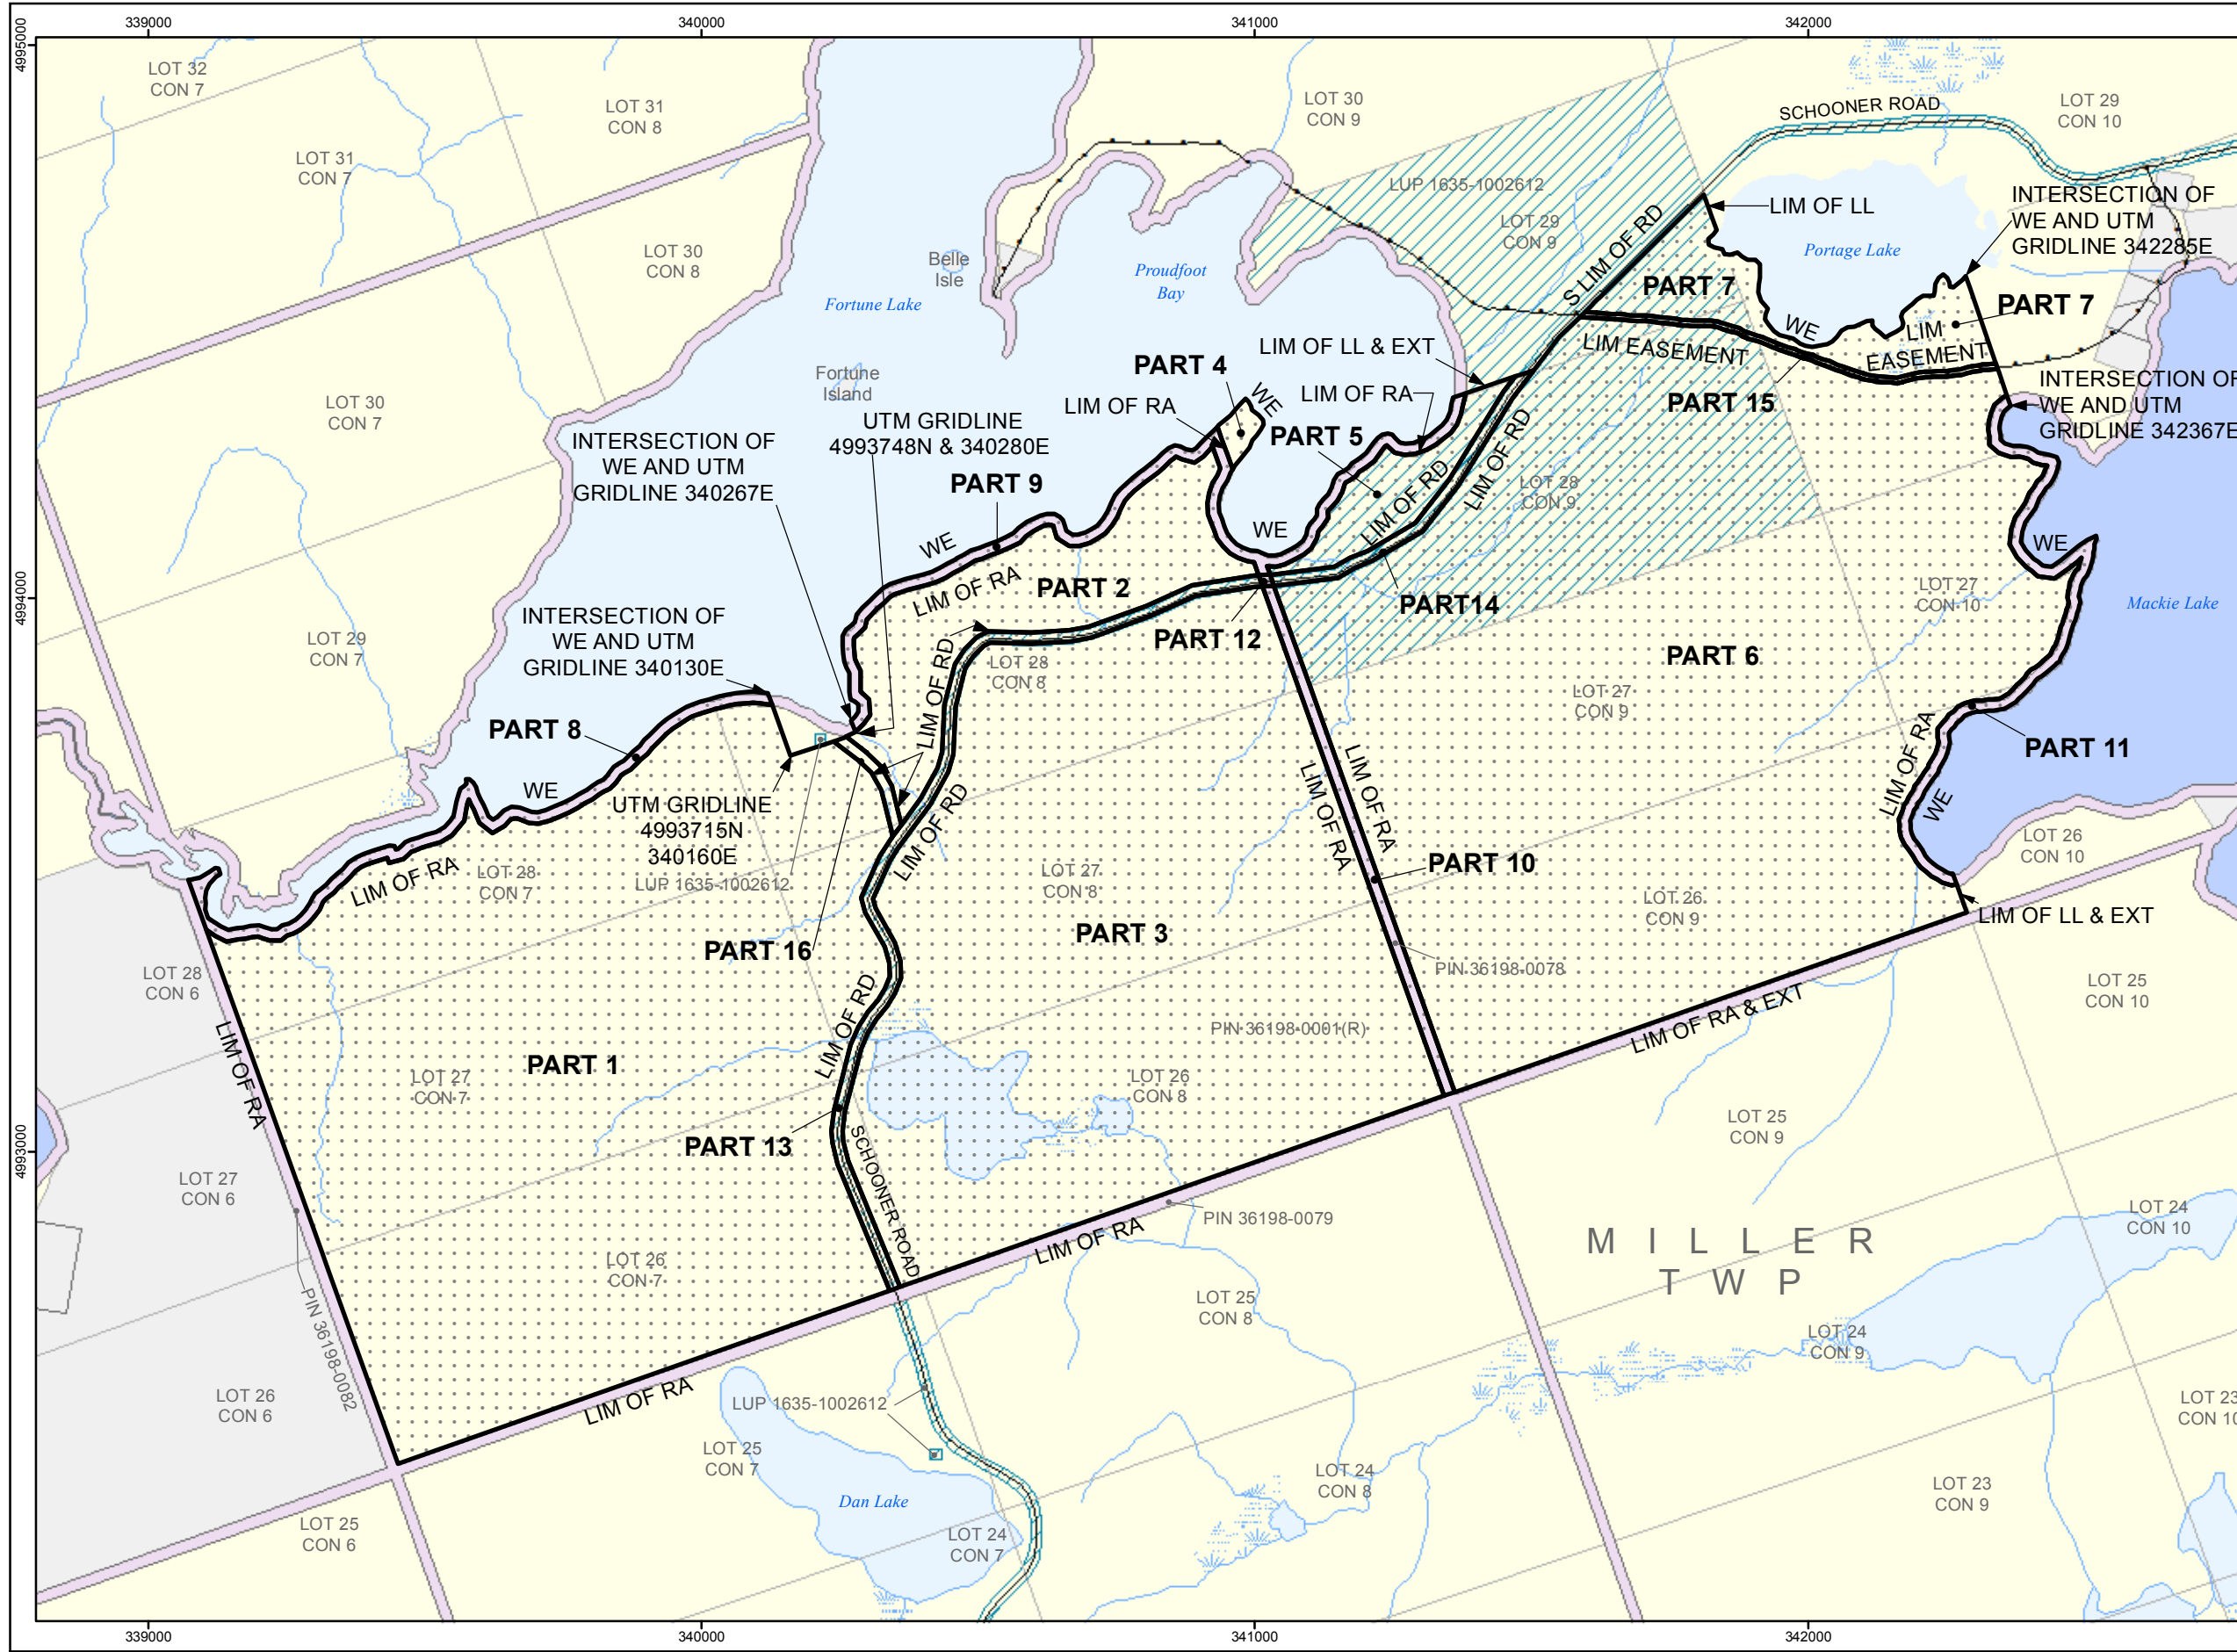 339000
340000
341000
342000
4995000
4994000
4993000
LOT 32
CON 7
LOT 31
CON 8
LOT 31
CON 7
LOT 30
CON 8
LOT 30
CON 7
LOT 29
CON 7
LOT 30
CON 9
LOT 29
CON 10
SCHOONER ROAD
LUP 1635-1002612
LOT 29
CON 9
S LIM OF RD
LIM OF LL
Portage Lake
INTERSECTION OF
WE AND UTM
GRIDLINE 342285E
PART 7
PART 7
WE
LIM
EASEMENT
LIM EASEMENT
INTERSECTION OF
WE AND UTM
GRIDLINE 342367E
PART 15
Belle
Isle
Proudfoot
Bay
Fortune Lake
Fortune
Island
LIM OF LL & EXT
LIM OF RA
PART 4
WE
LIM OF RA
PART 5
UTM GRIDLINE
4993748N & 340280E
INTERSECTION OF
WE AND UTM
GRIDLINE 340267E
PART 9
WE
LIM OF RA
WE
LIM OF RD
LIM OF RD
LOT 28
CON 9
PART 2
PART14
PART 12
WE
LOT 27
CON 10
Mackie Lake
INTERSECTION OF
WE AND UTM
GRIDLINE 340130E
LIM OF RD
LOT 28
CON 8
PART 6
LOT 27
CON 9
PART 8
WE
PART 11
LIM OF RA
WE
UTM GRIDLINE
4993715N
340160E
LUP 1635-1002612
LIM OF RD
LIM OF RA
LIM OF RA
PART 10
LOT 26
CON 10
LIM OF RA
LOT 28
CON 7
LOT 27
CON 8
LOT 26
CON 9
LIM OF LL & EXT
PART 16
PART 3
PIN 36198-0078
LOT 28
CON 6
LOT 25
CON 10
LIM OF RD
PIN 36198-0001(R)
LIM OF RA & EXT
LIM OF RA
PART 1
LOT 27
CON 7
LOT 26
CON 8
LOT 25
CON 9
PART 13
SCHOONER ROAD
LOT 27
CON 6
PIN 36198-0079
LIM OF RA
LOT 24
CON 10
MILLER
TWP
LOT 26
CON 7
PIN 36198-0082
LOT 25
CON 8
LOT 24
CON 9
LOT 26
CON 6
LIM OF RA
LUP 1635-1002612
LOT 23
CON 10
LOT 25
CON 7
Dan Lake
LOT 24
CON 8
LOT 23
CON 9
LOT 25
CON 6
LOT 24
CON 7
339000
340000
341000
342000